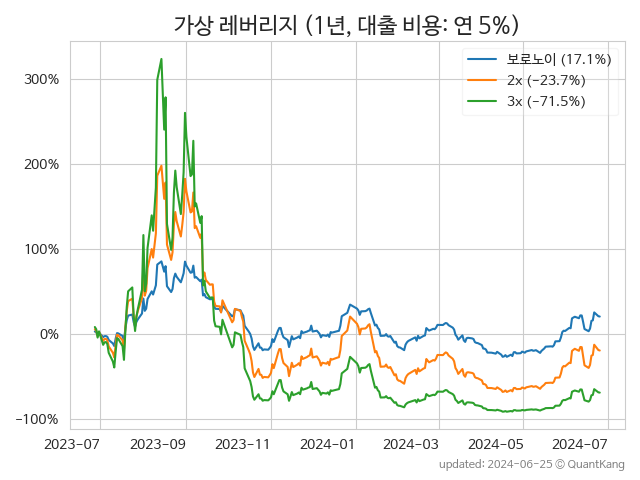 가상 레버리지 (1년, 대출 비용: 연 5%)
보로노이 (17.1%)
2x (−23.7%)
3x (−71.5%)
300%
200%
100%
0%
−100%
2023-07 2023-09 2023-11 2024-01 2024-03 2024-05 2024-07
updated: 2024-06-25 © QuantKang